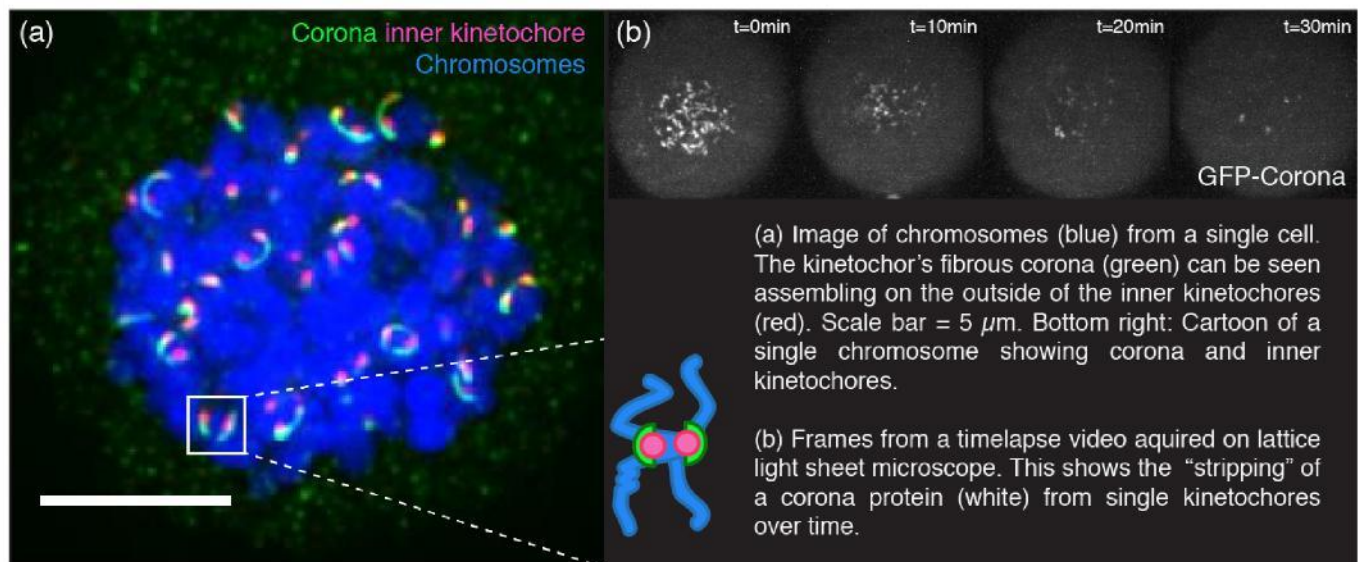 (a)
Corona inner kinetochore
Chromosomes
(b)
t=0min
t=10min
t=20min
t=30min
GFP-Corona
(a) Image of chromosomes (blue) from a single cell.
The kinetochor's fibrous corona (green) can be seen
assembling on the outside of the inner kinetochores
(red). Scale bar = 5 µm. Bottom right: Cartoon of a
single chromosome showing corona and inner
kinetochores.
(b) Frames from a timelapse video aquired on lattice
light sheet microscope. This shows the “stripping” of
a corona protein (white) from single kinetochores
over time.